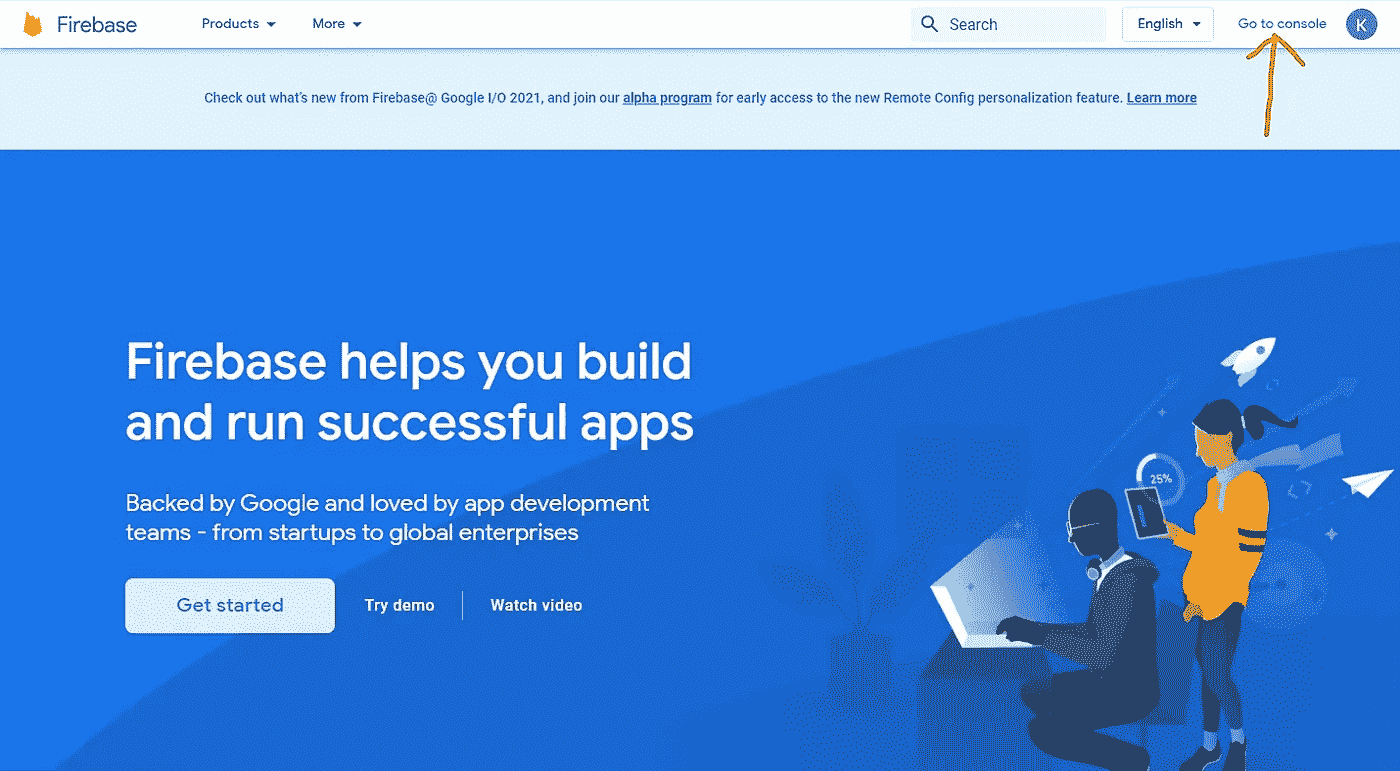 Firebase
Products
More
Search
English
Go to console
K
Check out what's new from Firebase@ Google I/O 2021, and join our alpha program for early access to the new Remote Config personalization feature. Learn more
Firebase helps you build
and run successful apps
Backed by Google and loved by app development
teams - from startups to global enterprises
Get started
Try demo
Watch video
25%